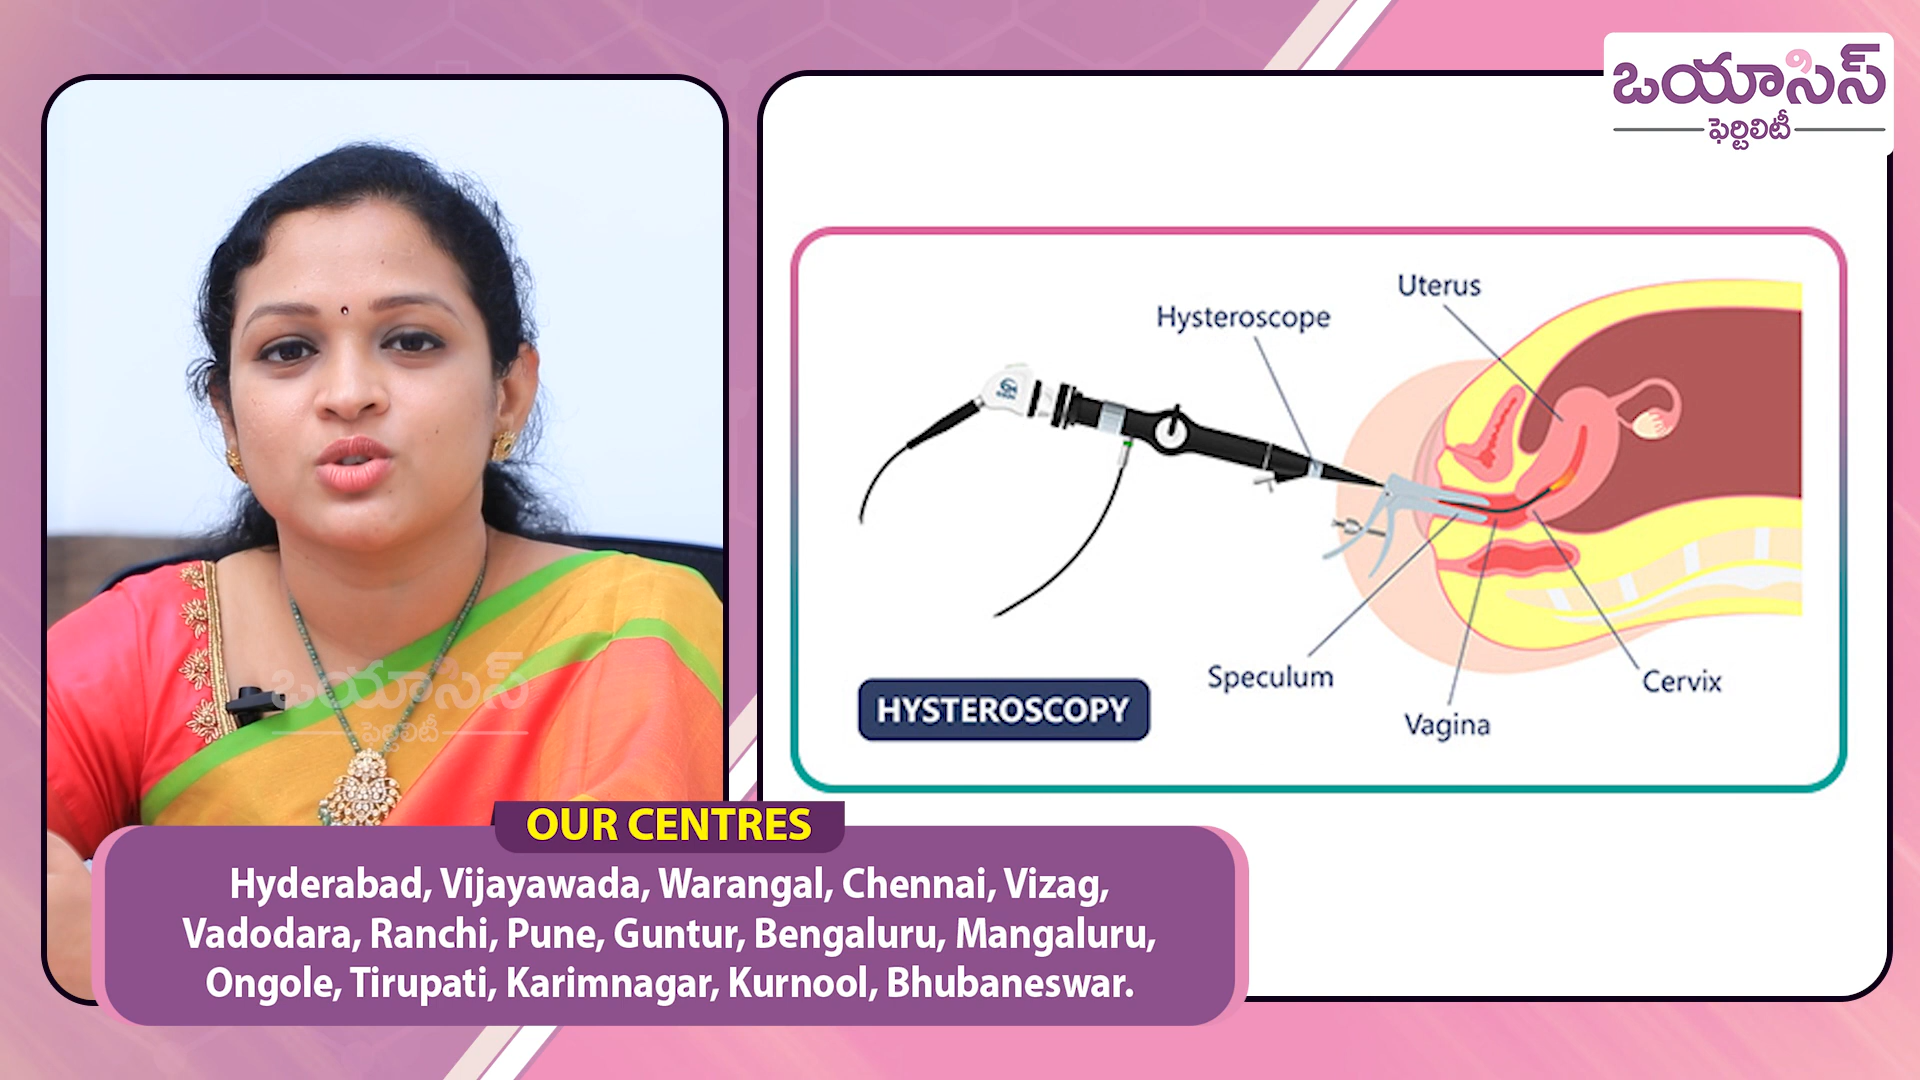 ఒయాసిస్
ఫెర్టిలిటీ
Uterus
Hysteroscope
Speculum
Cervix
Vagina
HYSTEROSCOPY
ఒయాసిస్
ఫెర్టిలిటీ
OUR CENTRES
Hyderabad, Vijayawada, Warangal, Chennai, Vizag,
Vadodara, Ranchi, Pune, Guntur, Bengaluru, Mangaluru,
Ongole, Tirupati, Karimnagar, Kurnool, Bhubaneswar.